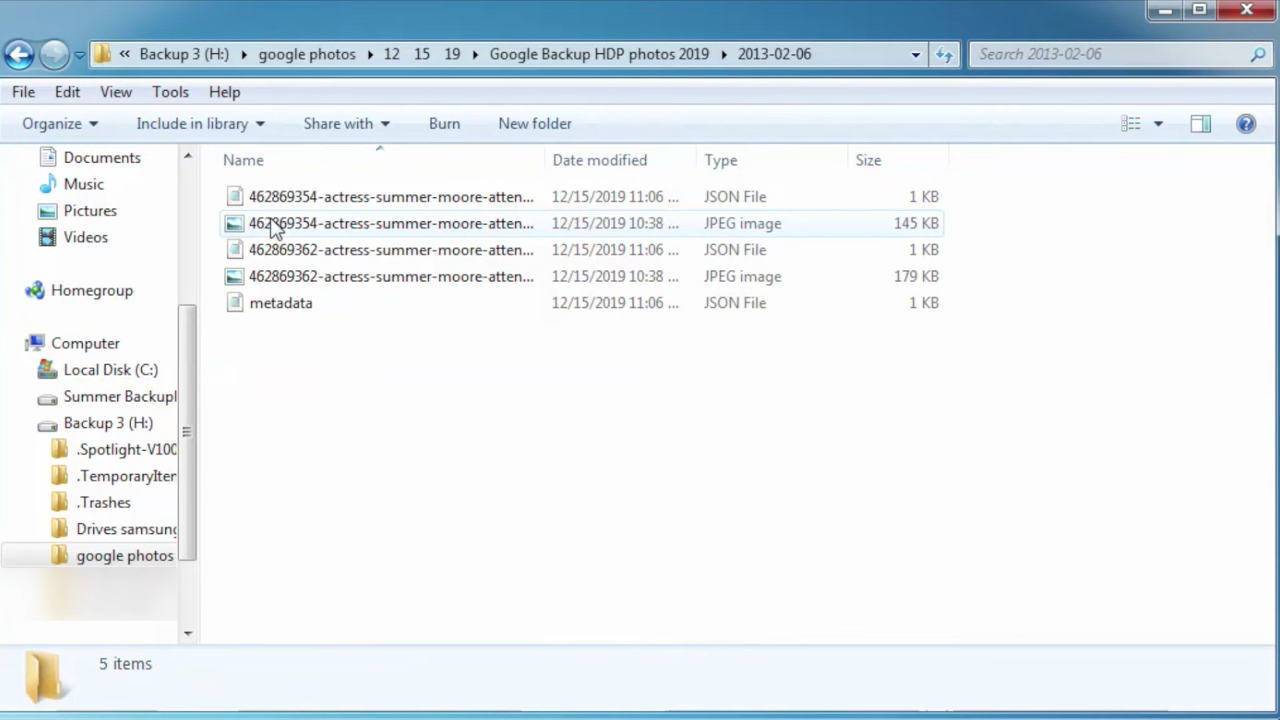 « Backup 3 (H:) google photos 12 15 19 Google Backup HDP photos 2019 2013-02-06 Search 2013-02-06
File Edit View Tools Help
Organize Include in library Share with Burn New folder
Name Date modified Type Size
462869354-actress-summer-moore-atten... 12/15/2019 11:06 ... JSON File 1 KB
462869354-actress-summer-moore-atten... 12/15/2019 10:38 ... JPEG image 145 KB
462869362-actress-summer-moore-atten... 12/15/2019 11:06 ... JSON File 1 KB
462869362-actress-summer-moore-atten... 12/15/2019 10:38 ... JPEG image 179 KB
metadata 12/15/2019 11:06 ... JSON File 1 KB
Documents
Music
Pictures
Videos
Homegroup
Computer
Local Disk (C:)
Summer Backup
Backup 3 (H:)
.Spotlight-V100
.TemporaryIter
.Trashes
Drives samsung
google photos
5 items